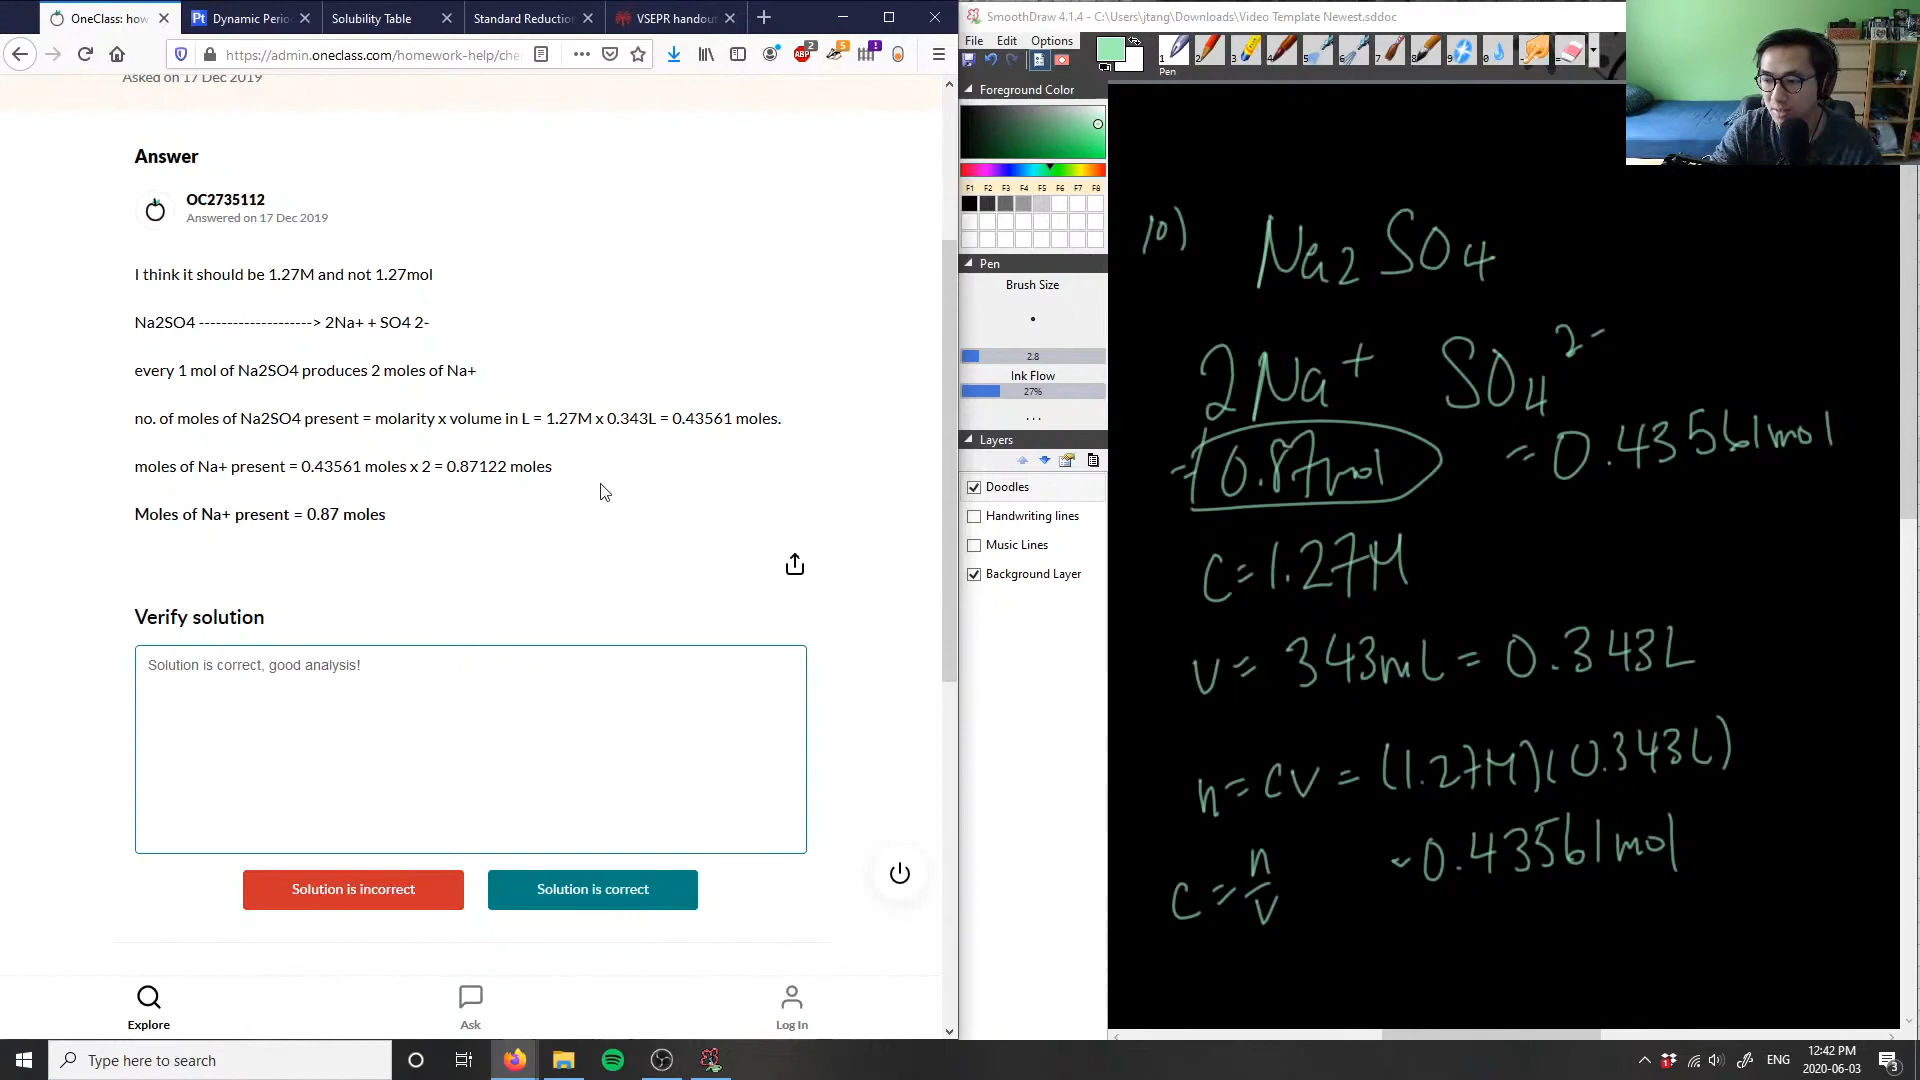 OneClass: how
Dynamic Perio
Solubility Table
Standard Reductio
VSEPR handout
https://admin.oneclass.com/homework-help/che
Asked on 17 Dec 2019
Answer
OC2735112
Answered on 17 Dec 2019
I think it should be 1.27M and not 1.27mol
Na2SO4 --------------------> 2Na+ + SO4 2-
every 1 mol of Na2SO4 produces 2 moles of Na+
no. of moles of Na2SO4 present = molarity x volume in L = 1.27M x 0.343L = 0.43561 moles.
moles of Na+ present = 0.43561 moles x 2 = 0.87122 moles
Moles of Na+ present = 0.87 moles
Verify solution
Solution is correct, good analysis!
Solution is incorrect
Solution is correct
Explore
Ask
Log In
SmoothDraw 4.1.4 - C:\Users\jtang\Downloads\Video Template Newest.sddoc
File Edit Options
Pen
Foreground Color
F1 F2 F3 F4 F5 F6 F7 F8
Pen
Brush Size
2.8
Ink Flow
27%
...
Layers
Doodles
Handwriting lines
Music Lines
Background Layer
10) Na2SO4
2Na+ SO4 2-
= 0.87mol = 0.43561mol
C = 1.27M
V = 343mL = 0.343L
n = CV = (1.27M)(0.343L)
= 0.43561mol
C = n/V
Type here to search
ENG
12:42 PM
2020-06-03
3